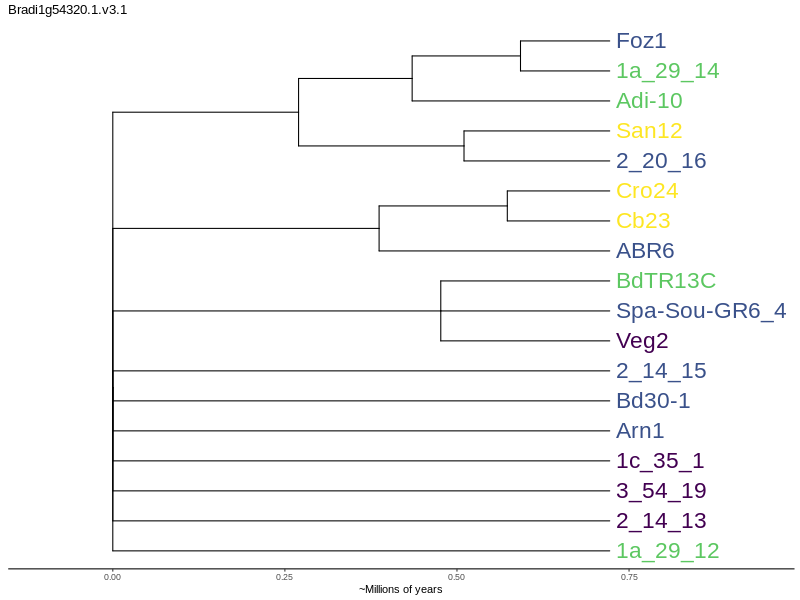 Bradi1g54320.1.v3.1
Foz1
1a_29_14
Adi-10
San12
2_20_16
Cro24
Cb23
ABR6
BdTR13C
Spa-Sou-GR6_4
Veg2
2_14_15
Bd30-1
Arn1
1c_35_1
3_54_19
2_14_13
1a_29_12
0.00 0.25 0.50 0.75
~Millions of years